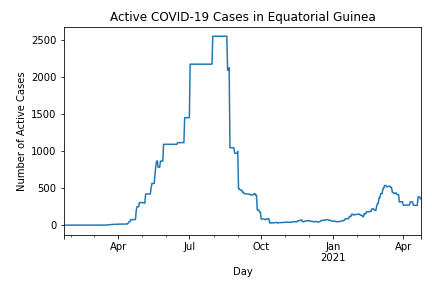 Active COVID-19 Cases in Equatorial Guinea
2500
2000
1500
1000
500
0
Number of Active Cases
Apr Jul Oct Jan Apr
2021
Day